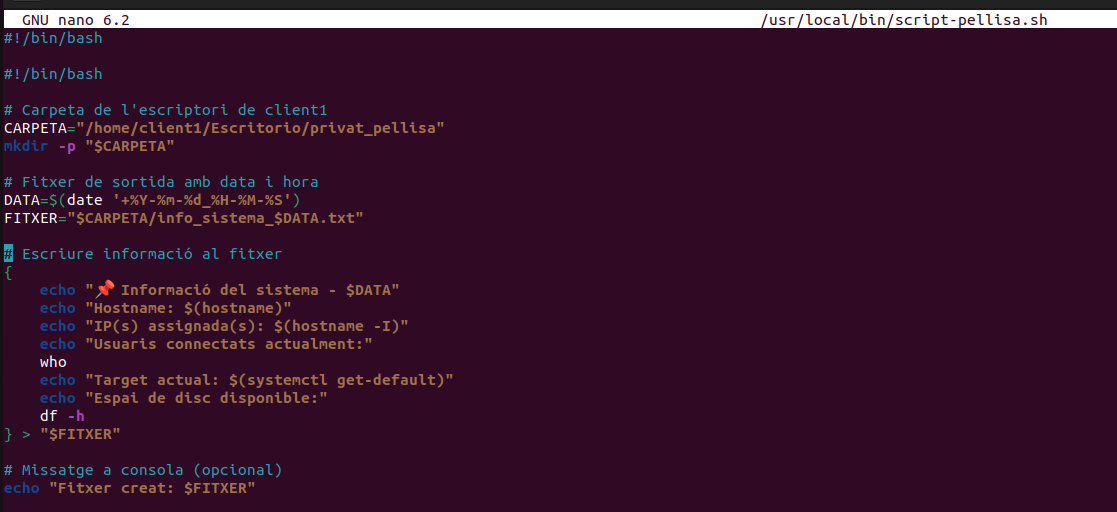 GNU nano 6.2 /usr/local/bin/script-pellisa.sh
#!/bin/bash
#!/bin/bash
# Carpeta de l'escriptori de client1
CARPETA="/home/client1/Escritorio/privat_pellisa"
mkdir -p "$CARPETA"
# Fitxer de sortida amb data i hora
DATA=$(date '+%Y-%m-%d_%H-%M-%S')
FITXER="$CARPETA/info_sistema_$DATA.txt"
# Escriure informació al fitxer
{
    echo "📌 Informació del sistema - $DATA"
    echo "Hostname: $(hostname)"
    echo "IP(s) assignada(s): $(hostname -I)"
    echo "Usuaris connectats actualment:"
    who
    echo "Target actual: $(systemctl get-default)"
    echo "Espai de disc disponible:"
    df -h
} > "$FITXER"
# Missatge a consola (opcional)
echo "Fitxer creat: $FITXER"